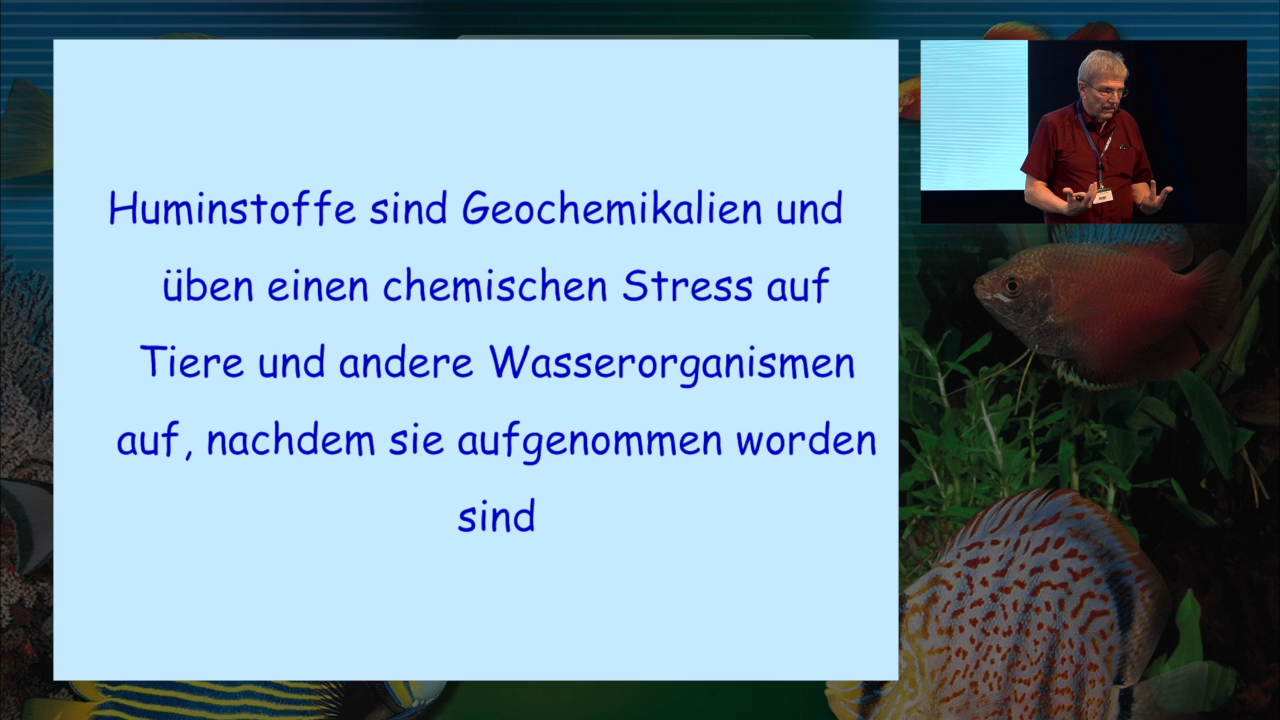 Huminstoffe sind Geochemikalien und
üben einen chemischen Stress auf
Tiere und andere Wasserorganismen
auf, nachdem sie aufgenommen worden
sind